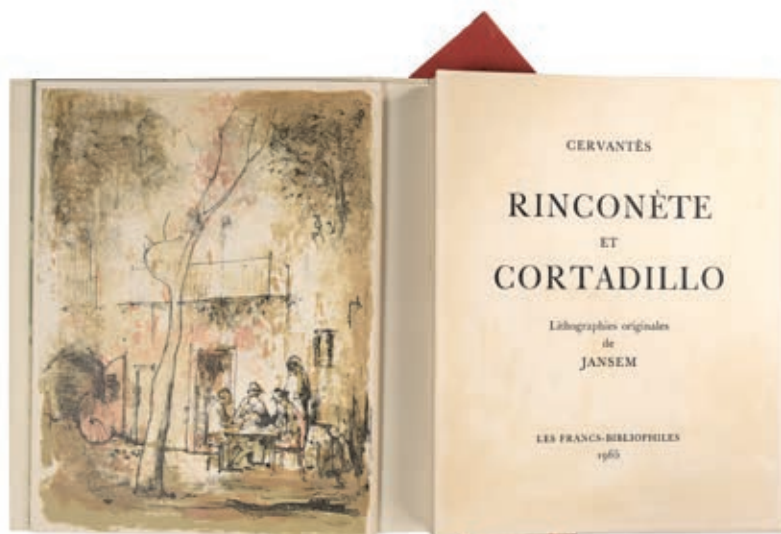 CERVANTÈS
RINCONÈTE
ET
CORTADILLO
Lithographies originales
de
JANSEM
LES FRANCS-BIBLIOPHILES
1965